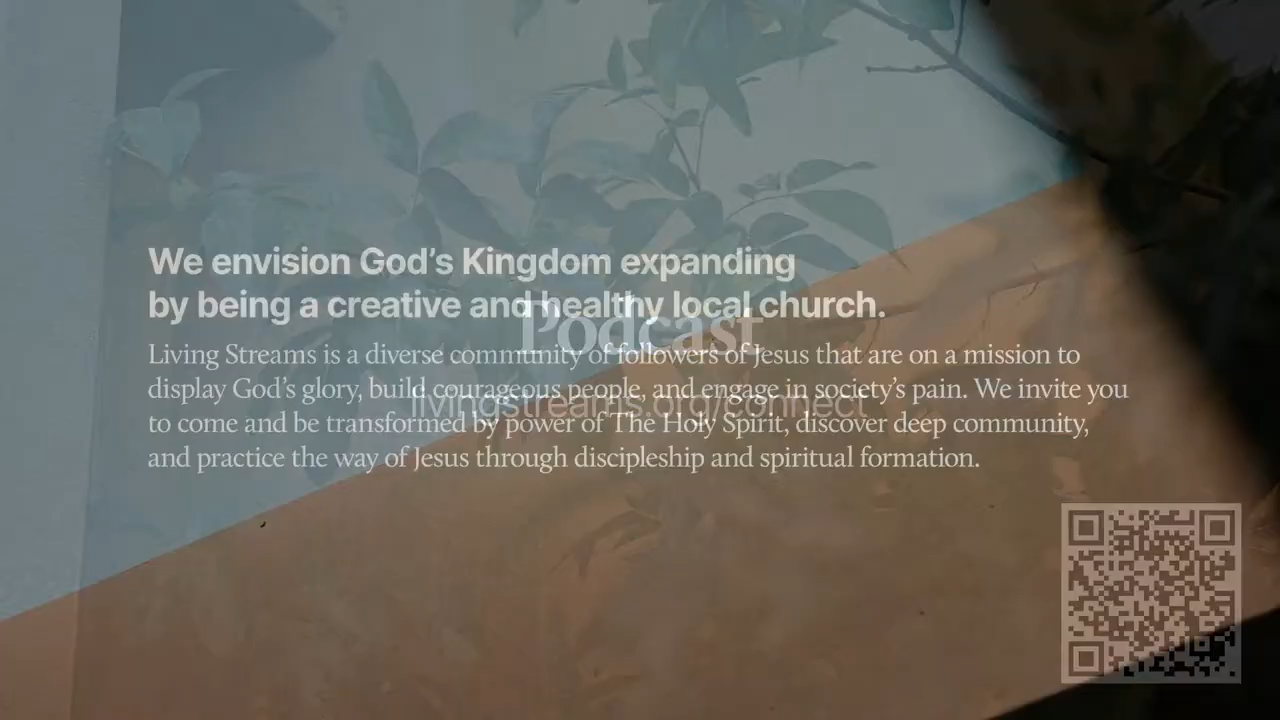 We envision God's Kingdom expanding
by being a creative and healthy local church.
Podcast
Living Streams is a diverse community of followers of Jesus that are on a mission to
display God's glory, build courageous people, and engage in society's pain. We invite you
livingstreams.org/connect
to come and be transformed by power of The Holy Spirit, discover deep community,
and practice the way of Jesus through discipleship and spiritual formation.